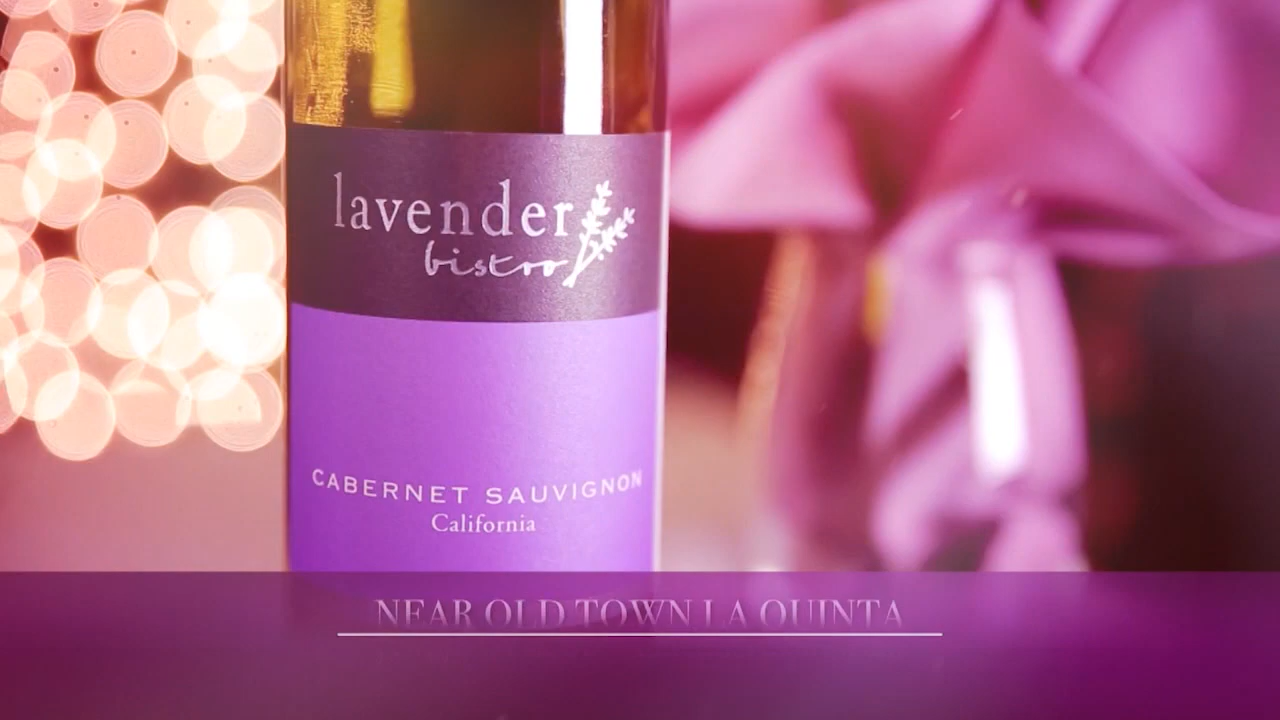 lavender
bistro
CABERNET SAUVIGNON
California
NEAR OLD TOWN LA QUINTA